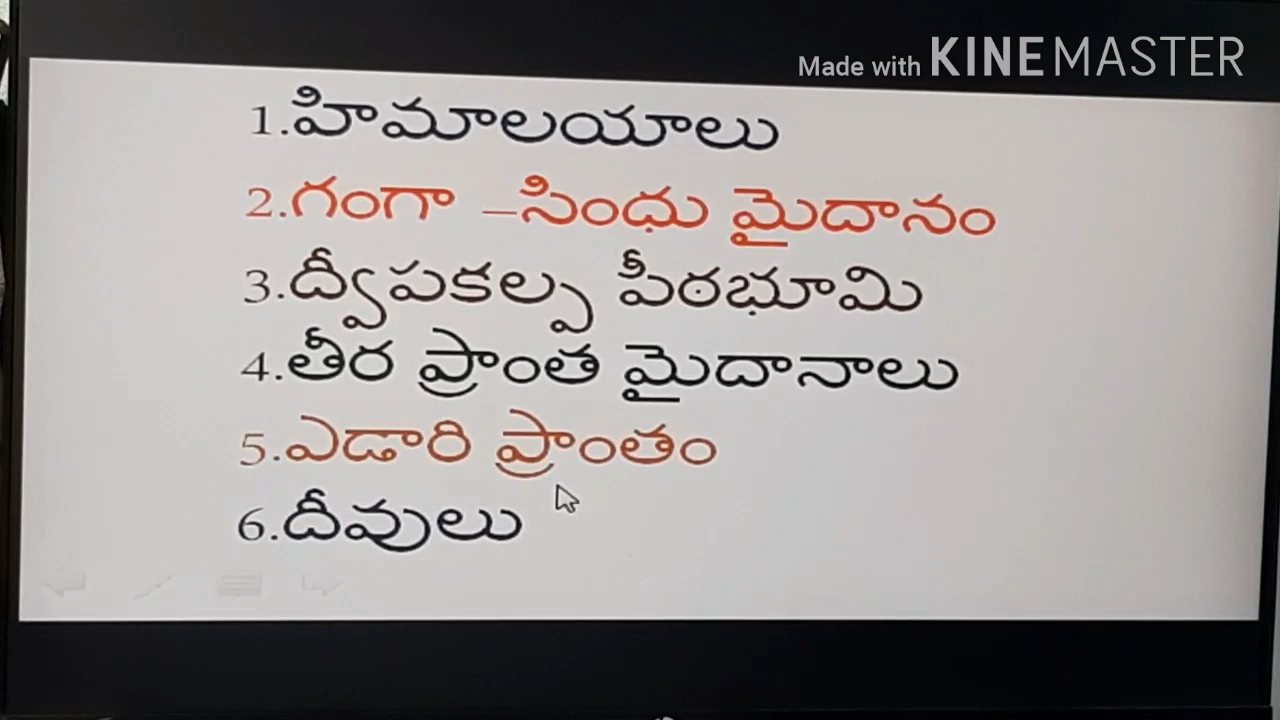 Made with KINEMASTER
1.హిమాలయాలు
2.గంగా –సింధు మైదానం
3.ద్వీపకల్ప పీఠభూమి
4.తీర ప్రాంత మైదానాలు
5.ఎడారి ప్రాంతం
6.దీవులు